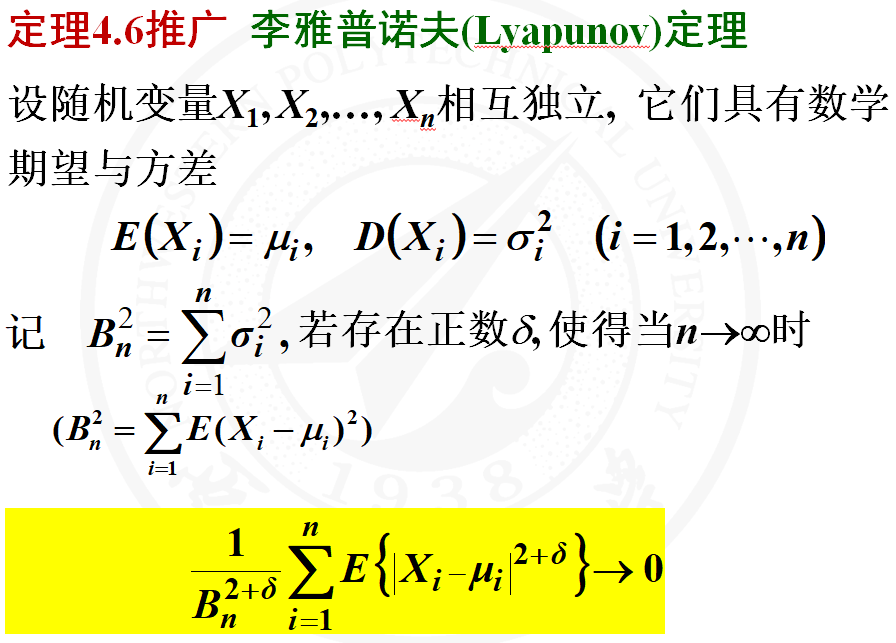 定理4.6推广 李雅普诺夫(Lyapunov)定理
设随机变量X₁, X₂,…, Xₙ相互独立, 它们具有数学
期望与方差
E(Xᵢ) = μᵢ, D(Xᵢ) = σᵢ² (i = 1,2,⋯,n)
记 Bₙ² = ∑_{i=1}^{n} σᵢ², 若存在正数δ, 使得当n→∞时
(Bₙ² = ∑_{i=1}^{n} E(Xᵢ − μᵢ)²)
1/Bₙ^{2+δ} ∑_{i=1}^{n} E{|Xᵢ − μᵢ|^{2+δ}} → 0
1938